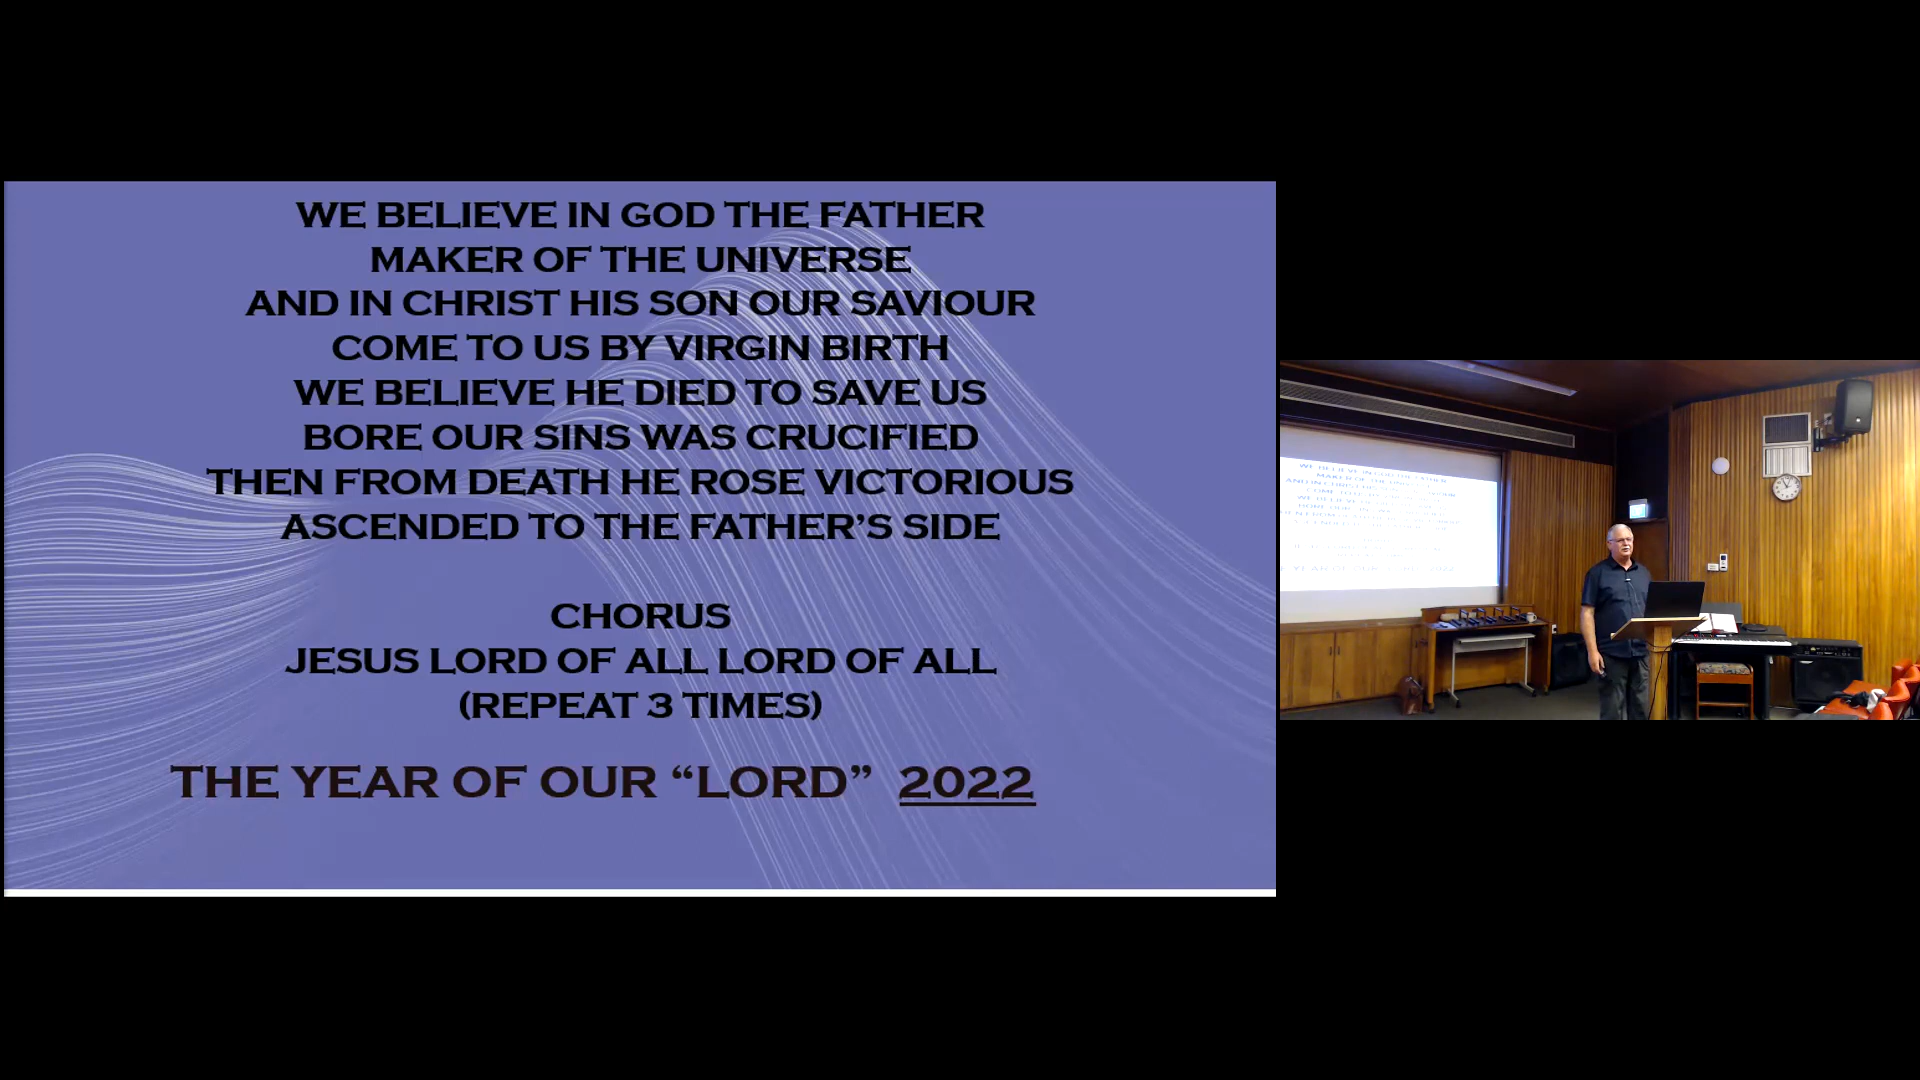 WE BELIEVE IN GOD THE FATHER
MAKER OF THE UNIVERSE
AND IN CHRIST HIS SON OUR SAVIOUR
COME TO US BY VIRGIN BIRTH
WE BELIEVE HE DIED TO SAVE US
BORE OUR SINS WAS CRUCIFIED
THEN FROM DEATH HE ROSE VICTORIOUS
ASCENDED TO THE FATHER’S SIDE
CHORUS
JESUS LORD OF ALL LORD OF ALL
(REPEAT 3 TIMES)
THE YEAR OF OUR “LORD” 2022